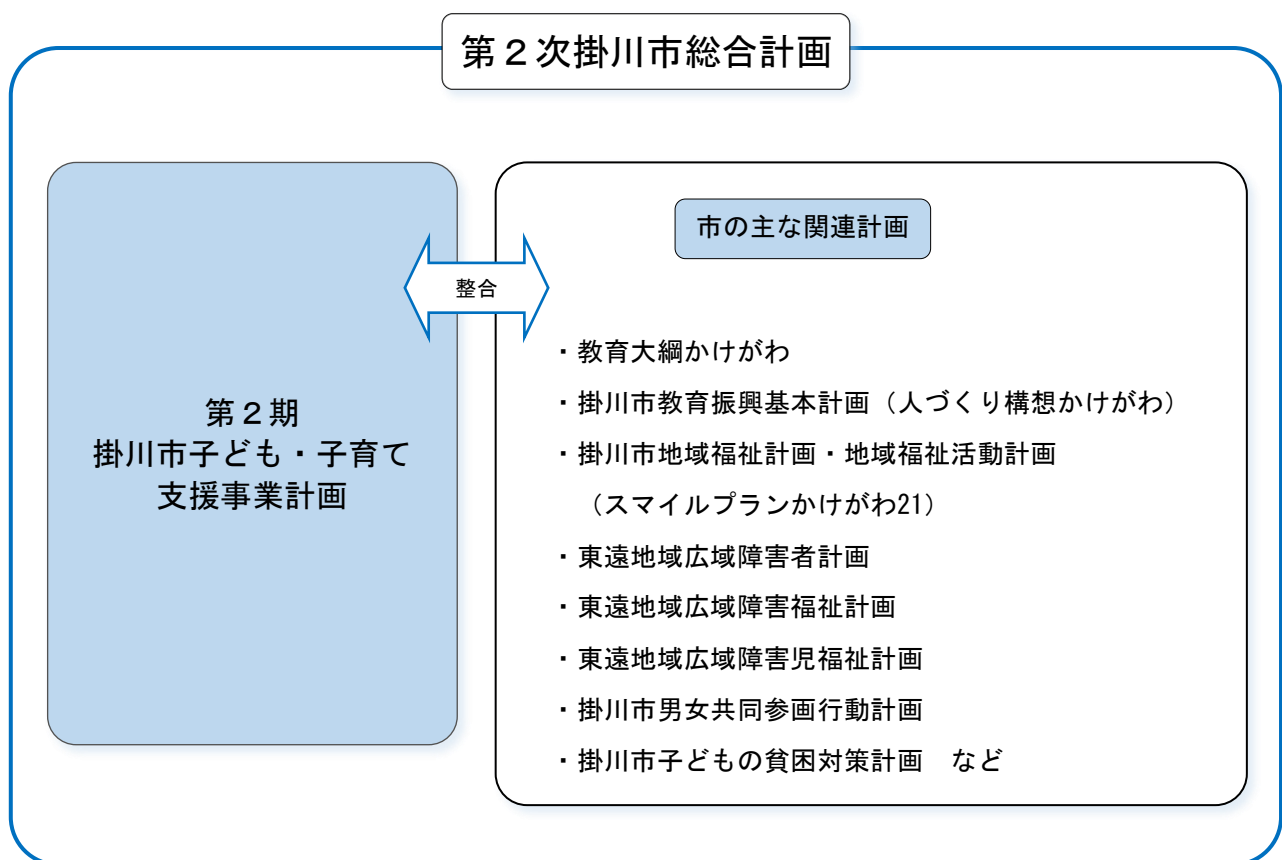 第２次掛川市総合計画
第２期
掛川市子ども・子育て
支援事業計画
整合
市の主な関連計画
・教育大綱かけがわ
・掛川市教育振興基本計画（人づくり構想かけがわ）
・掛川市地域福祉計画・地域福祉活動計画
（スマイルプランかけがわ21）
・東遠地域広域障害者計画
・東遠地域広域障害福祉計画
・東遠地域広域障害児福祉計画
・掛川市男女共同参画行動計画
・掛川市子どもの貧困対策計画　など